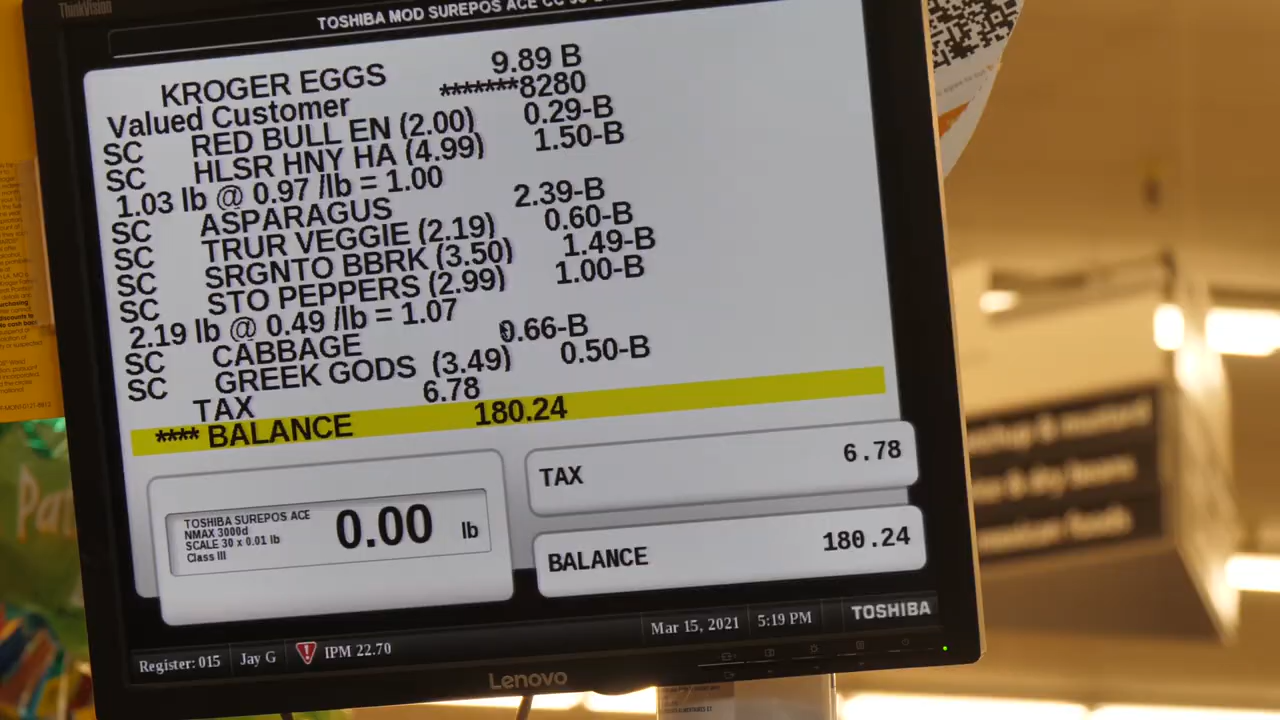 ThinkVision
TOSHIBA MOD SUREPOS ACE CC
KROGER EGGS 9.89 B
Valued Customer *******8280
SC RED BULL EN (2.00) 0.29-B
SC HLSR HNY HA (4.99) 1.50-B
1.03 lb @ 0.97 /lb = 1.00
SC ASPARAGUS 2.39-B
SC TRUR VEGGIE (2.19) 0.60-B
SC SRGNTO BBRK (3.50) 1.49-B
SC STO PEPPERS (2.99) 1.00-B
2.19 lb @ 0.49 /lb = 1.07
SC CABBAGE 0.66-B
SC GREEK GODS (3.49) 0.50-B
TAX 6.78
**** BALANCE 180.24
TOSHIBA SUREPOS ACE
NMAX 3000d
SCALE 30 x 0.01 lb
Class III
0.00 lb
TAX 6.78
BALANCE 180.24
Register: 015 Jay G IPM 22.70 Mar 15, 2021 5:19 PM TOSHIBA
Lenovo
& mustard
& dry beans
foods